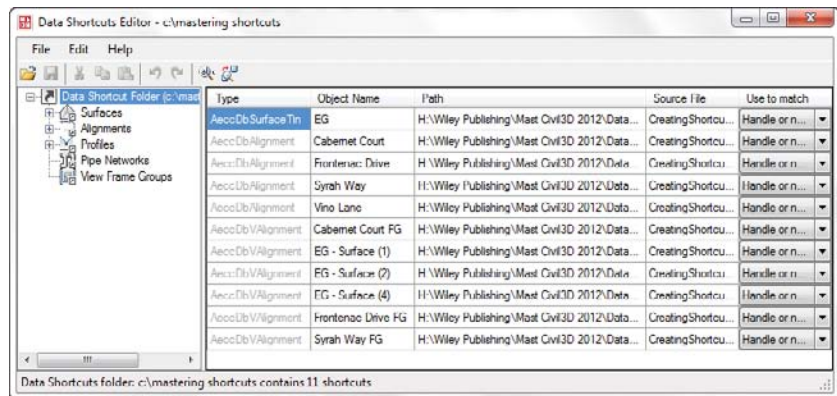 Data Shortcuts Editor - c:\mastering shortcuts
File Edit Help
Data Shortcut Folder (c:\mast
Surfaces
Alignments
Profiles
Pipe Networks
View Frame Groups
Type Object Name Path Source File Use to match
AeccDbSurfaceTin EG H:\Wiley Publishing\Mast Civil3D 2012\Data... CreatingShortcu... Handle or n...
AeccDbAlignment Cabernet Court H:\Wiley Publishing\Mast Civil3D 2012\Data... CreatingShortcu... Handle or n...
AeccDbAlignment Frontenac Drive H:\Wiley Publishing\Mast Civil3D 2012\Data... CreatingShortcu... Handle or n...
AeccDbAlignment Syrah Way H:\Wiley Publishing\Mast Civil3D 2012\Data... CreatingShortcu... Handle or n...
AeccDbAlignment Vino Lane H:\Wiley Publishing\Mast Civil3D 2012\Data... CreatingShortcu... Handle or n...
AeccDbVAlignment Cabernet Court FG H:\Wiley Publishing\Mast Civil3D 2012\Data... CreatingShortcu... Handle or n...
AeccDbVAlignment EG - Surface (1) H:\Wiley Publishing\Mast Civil3D 2012\Data... CreatingShortcu... Handle or n...
AeccDbVAlignment EG - Surface (2) H:\Wiley Publishing\Mast Civil3D 2012\Data... CreatingShortcu... Handle or n...
AeccDbVAlignment EG - Surface (4) H:\Wiley Publishing\Mast Civil3D 2012\Data... CreatingShortcu... Handle or n...
AeccDbVAlignment Frontenac Drive FG H:\Wiley Publishing\Mast Civil3D 2012\Data... CreatingShortcu... Handle or n...
AeccDbVAlignment Syrah Way FG H:\Wiley Publishing\Mast Civil3D 2012\Data... CreatingShortcu... Handle or n...
Data Shortcuts folder: c:\mastering shortcuts contains 11 shortcuts